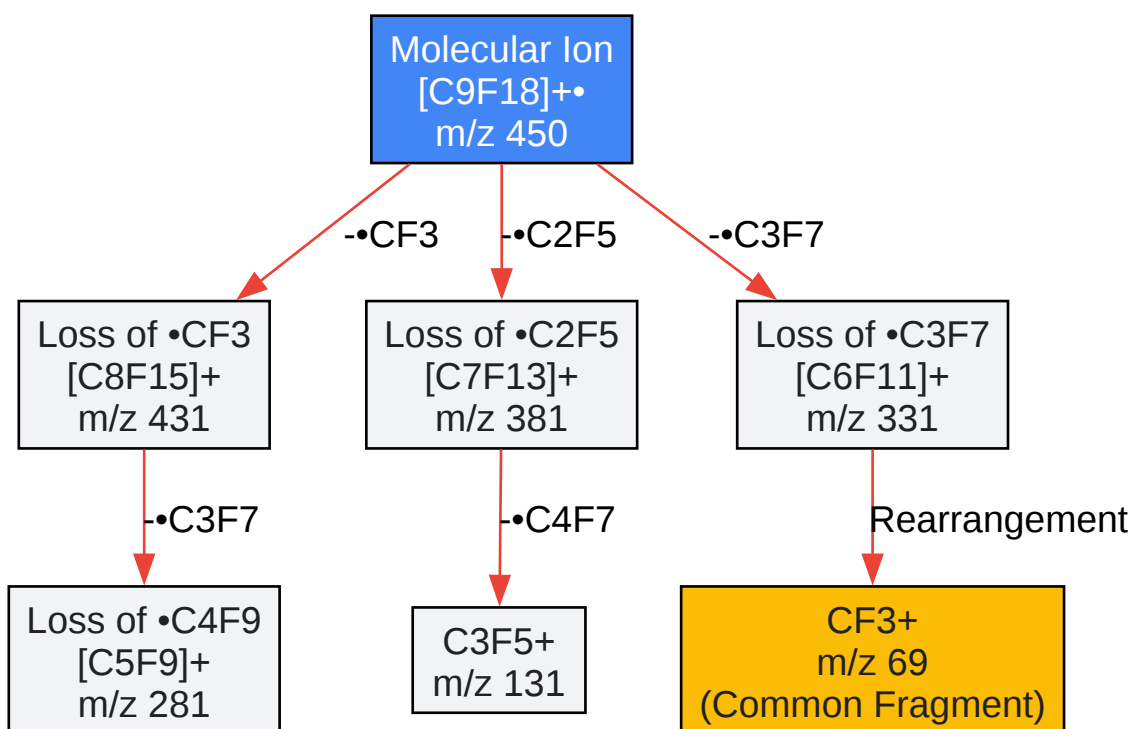 Molecular Ion
[C9F18]+•
m/z 450
-•CF3
-•C2F5
-•C3F7
Loss of •CF3
[C8F15]+
m/z 431
Loss of •C2F5
[C7F13]+
m/z 381
Loss of •C3F7
[C6F11]+
m/z 331
-•C3F7
-•C4F7
Rearrangement
Loss of •C4F9
[C5F9]+
m/z 281
C3F5+
m/z 131
CF3+
m/z 69
(Common Fragment)